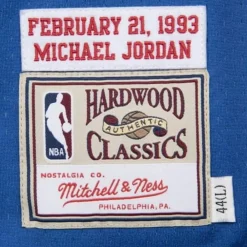 FEBRUARY 21, 1993
MICHAEL JORDAN
NBA
HARDWOOD
AUTHENTIC
CLASSICS
NOSTALGIA CO.
Mitchell & Ness
PHILADELPHIA, PA.
44(L)